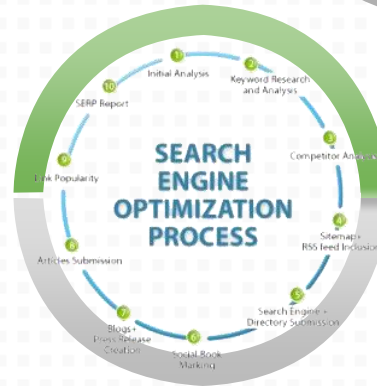 1
Initial Analysis
2
Keyword Research
and Analysis
3
Competitor Analysis
4
Sitemap+
RSS feed Inclusion
5
Search Engine +
Directory Submission
6
Social Book
Marking
7
Blogs+
Press Release
Creation
8
Articles Submission
9
Link Popularity
10
SERP Report
SEARCH
ENGINE
OPTIMIZATION
PROCESS